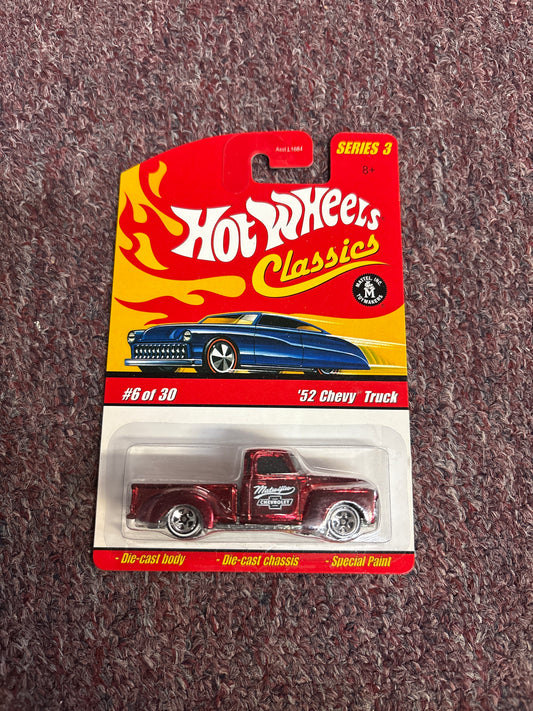 Asst.L1684
SERIES 3
8+
HOT WHEELS
Classics
MATTEL, INC.
M
TOYMAKERS
#6 of 30
'52 Chevy™ Truck
CHEVROLET
- Die-cast body - Die-cast chassis - Special Paint